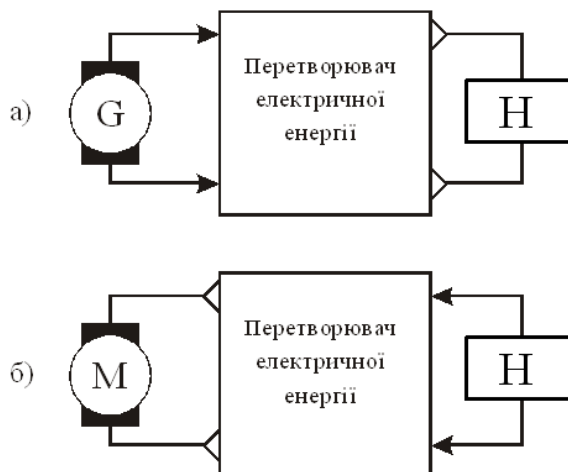 а)
G
Перетворювач
електричної
енергії
Н
б)
М
Перетворювач
електричної
енергії
Н